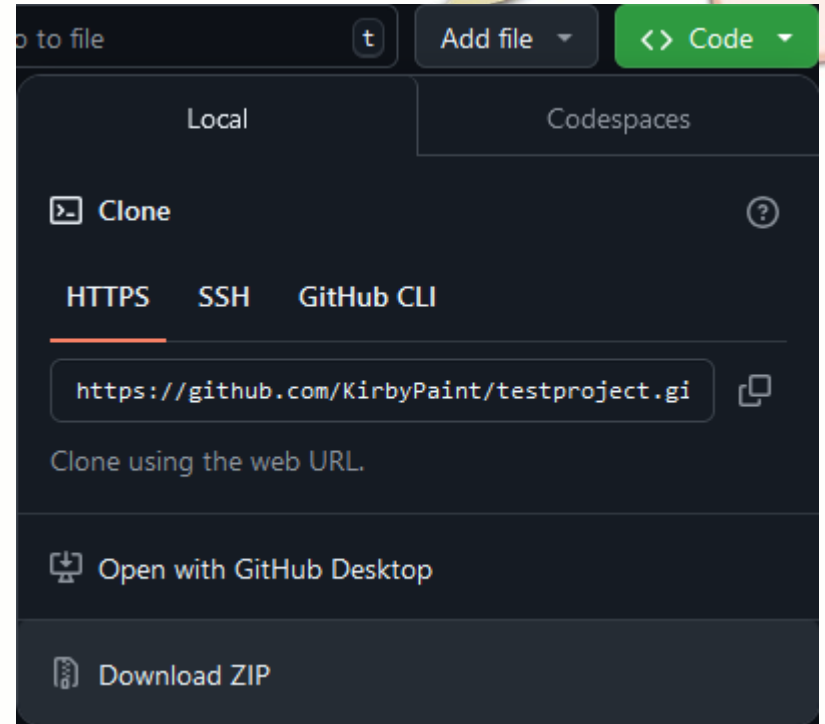 o to file t Add file <> Code
Local Codespaces
Clone
HTTPS SSH GitHub CLI
https://github.com/KirbyPaint/testproject.gi
Clone using the web URL.
Open with GitHub Desktop
Download ZIP